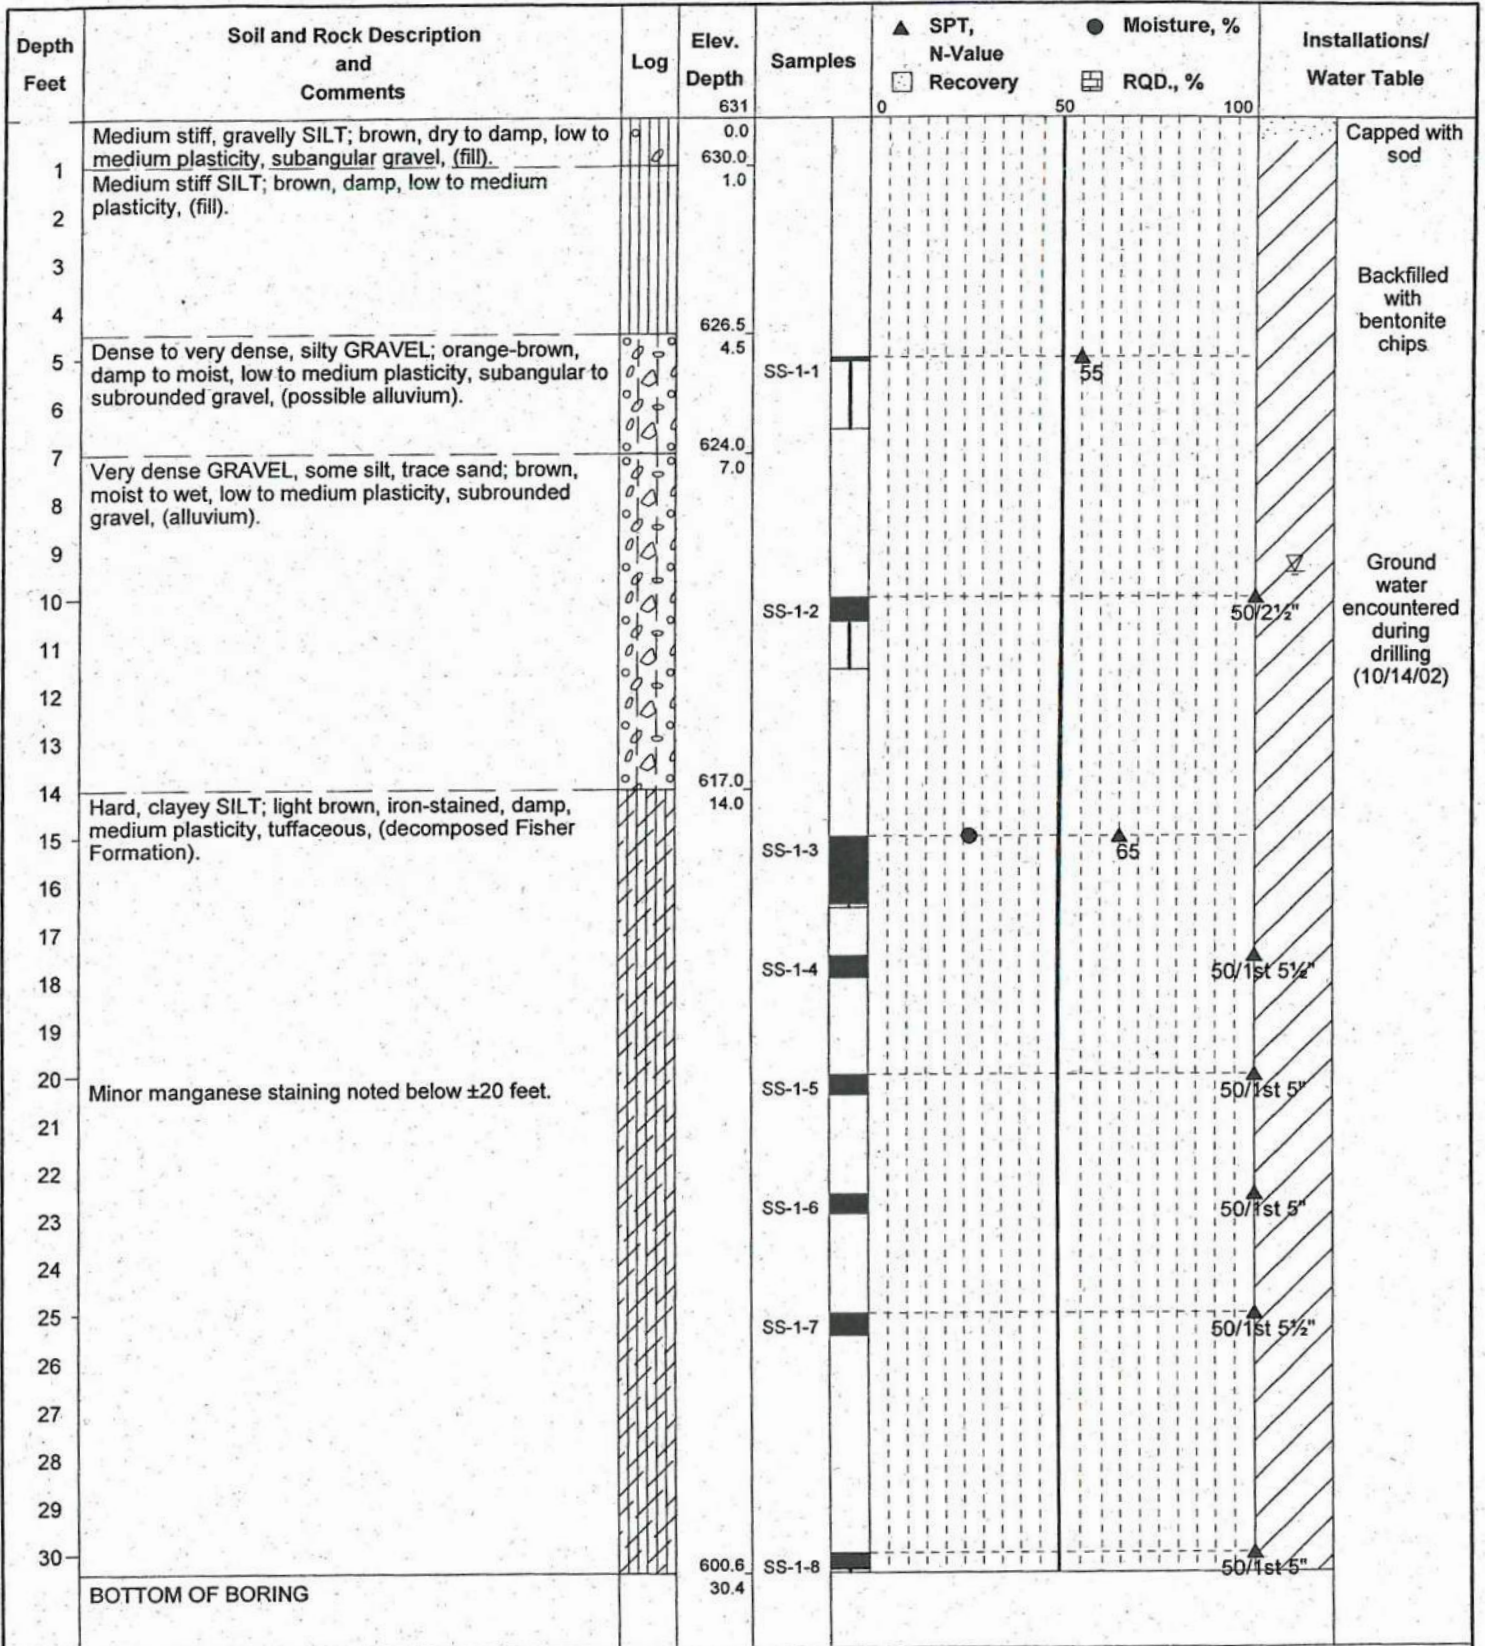 Depth
Feet
Soil and Rock Description
and
Comments
Log
Elev.
Depth
631
Samples
▲ SPT,
N-Value
● Moisture, %
Recovery
RQD., %
0 50 100
Installations/
Water Table
Medium stiff, gravelly SILT; brown, dry to damp, low to
medium plasticity, subangular gravel, (fill).
0.0
630.0
1.0
Capped with
sod
1
Medium stiff SILT; brown, damp, low to medium
plasticity, (fill).
2
3
4
Backfilled
with
bentonite
chips
626.5
4.5
5
Dense to very dense, silty GRAVEL; orange-brown,
damp to moist, low to medium plasticity, subangular to
subrounded gravel, (possible alluvium).
SS-1-1
55
6
624.0
7.0
7
Very dense GRAVEL, some silt, trace sand; brown,
moist to wet, low to medium plasticity, subrounded
gravel, (alluvium).
8
9
10
SS-1-2
50/2½"
Ground
water
encountered
during
drilling
(10/14/02)
11
12
13
617.0
14.0
14
Hard, clayey SILT; light brown, iron-stained, damp,
medium plasticity, tuffaceous, (decomposed Fisher
Formation).
15
SS-1-3
65
16
17
SS-1-4
50/1st 5½"
18
19
20
Minor manganese staining noted below ±20 feet.
SS-1-5
50/1st 5"
21
22
SS-1-6
50/1st 5"
23
24
25
SS-1-7
50/1st 5½"
26
27
28
29
30
600.6
30.4
SS-1-8
50/1st 5"
BOTTOM OF BORING